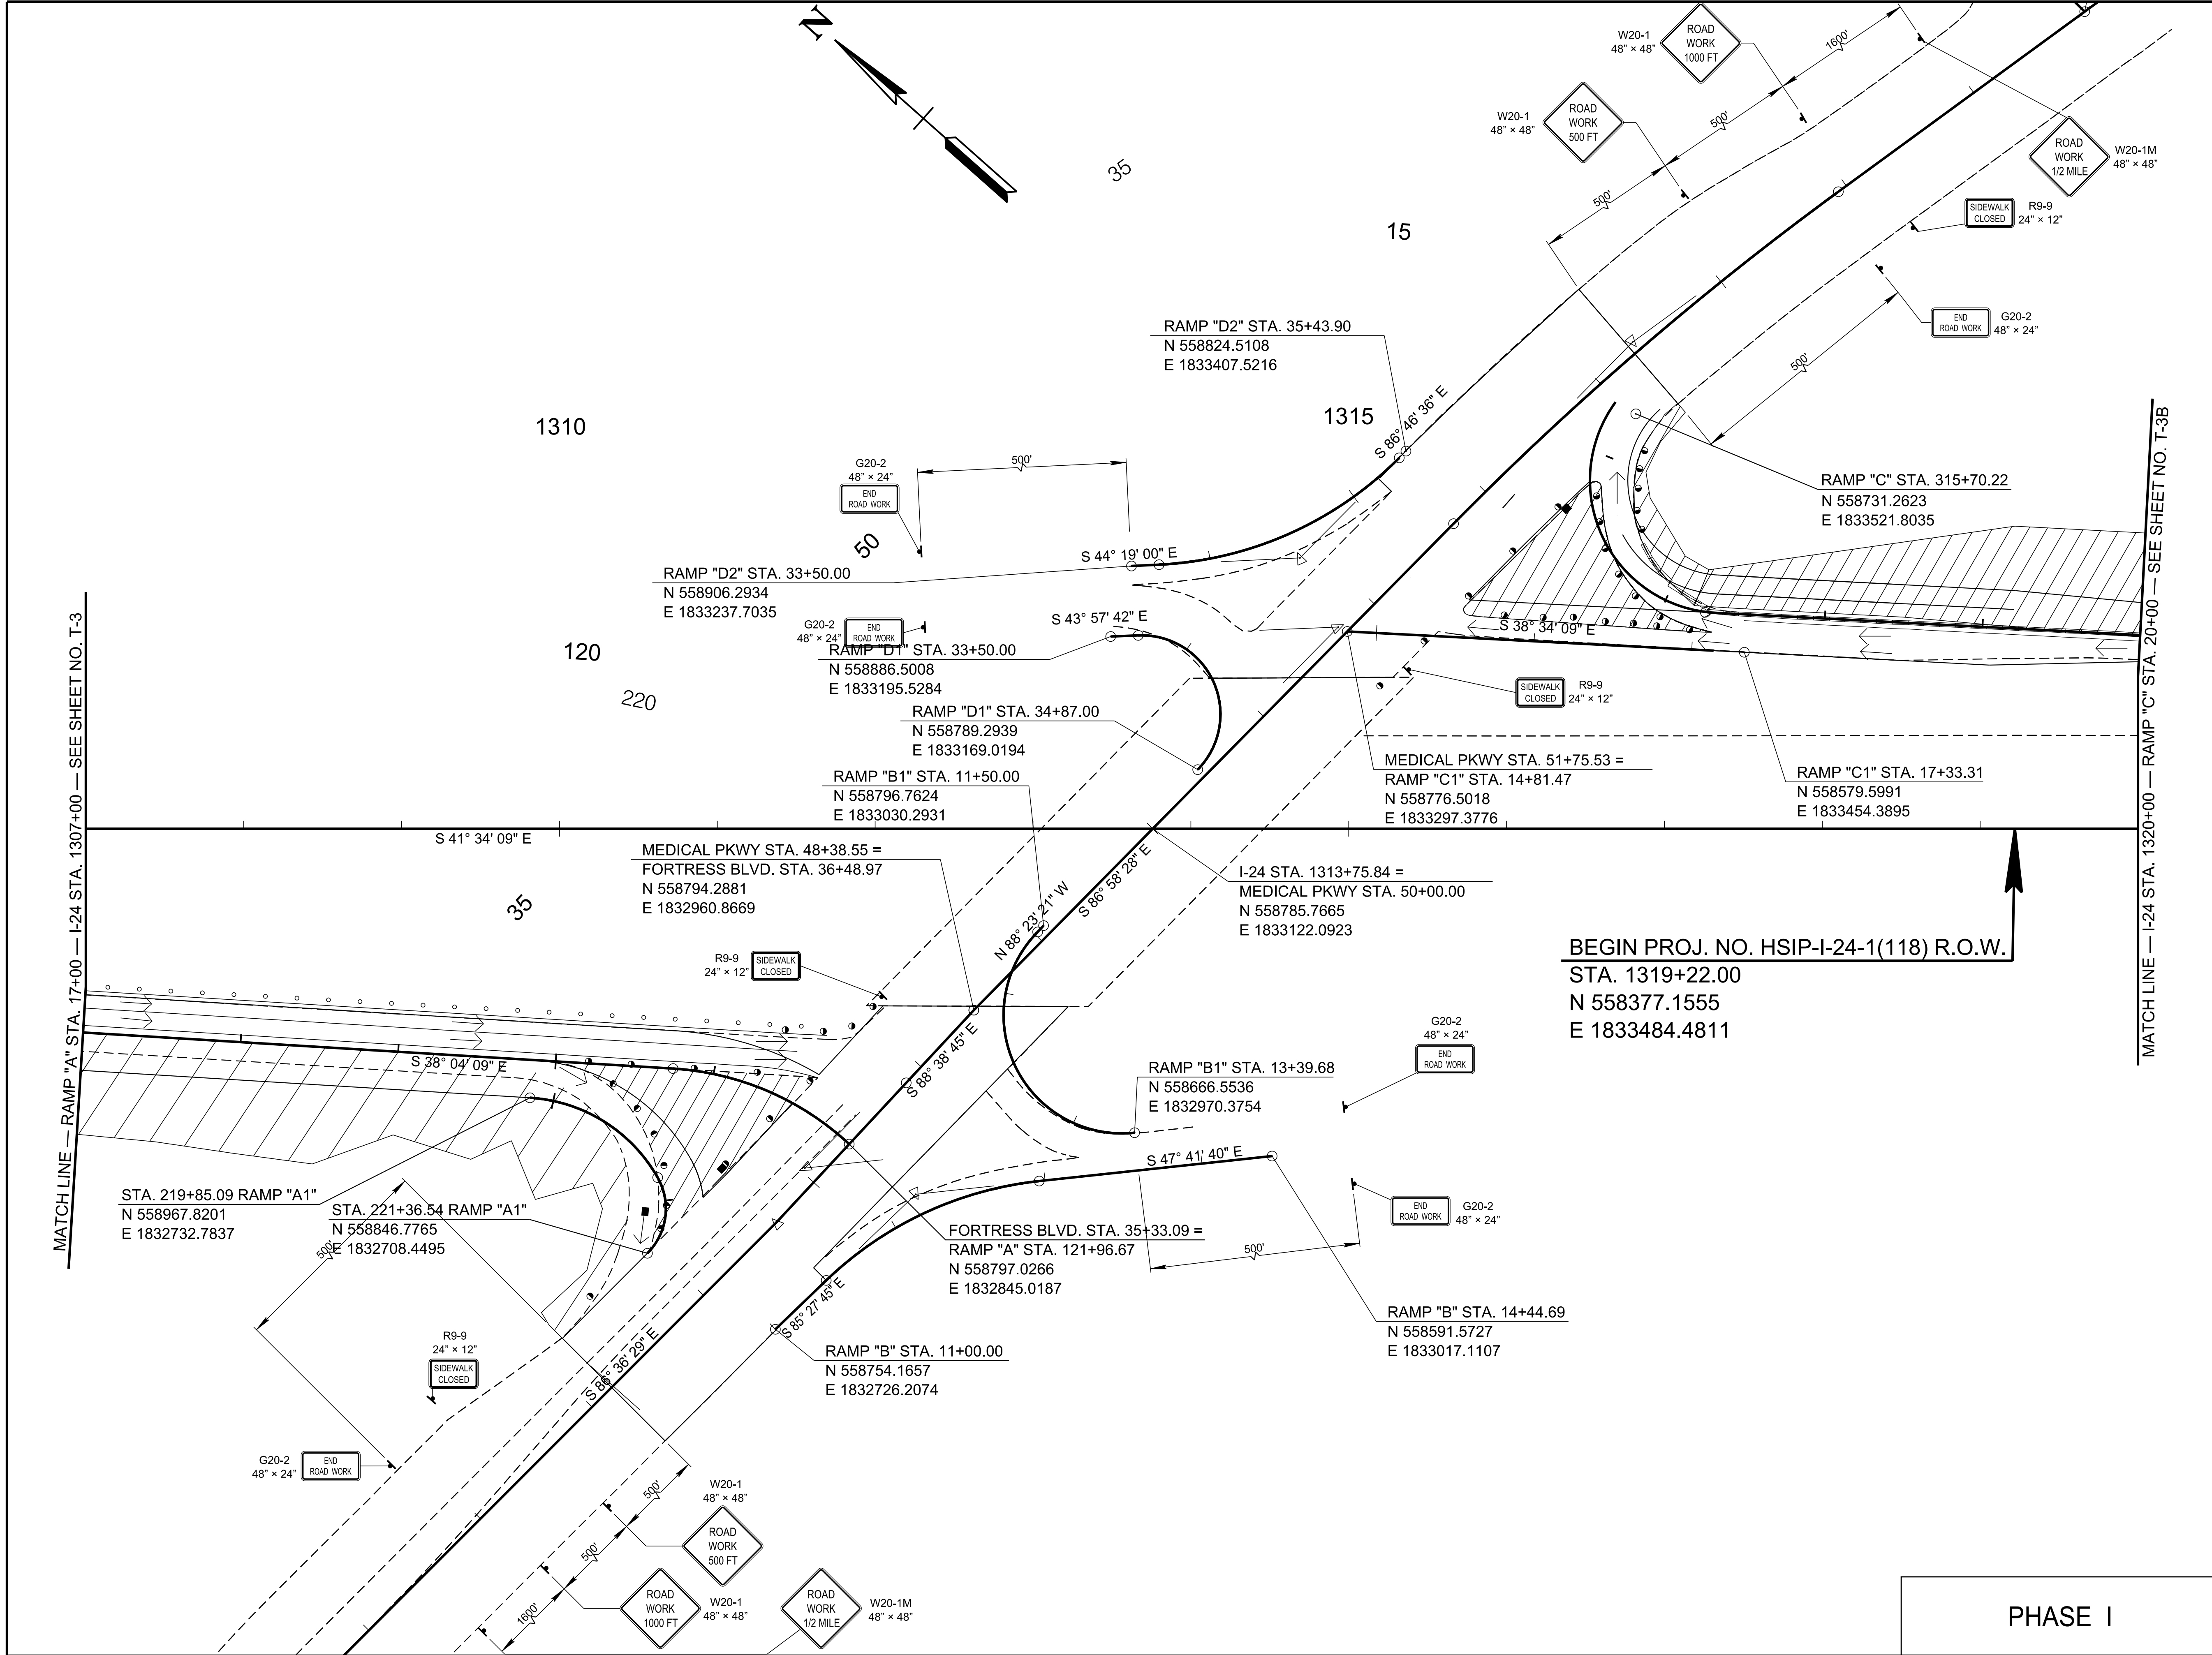 N
W20-1
48" × 48"
ROAD
WORK
1000 FT
1600'
W20-1
48" × 48"
ROAD
WORK
500 FT
500'
500'
ROAD
WORK
1/2 MILE
W20-1M
48" × 48"
35
15
SIDEWALK
CLOSED
R9-9
24" × 12"
END
ROAD WORK
G20-2
48" × 24"
500'
RAMP "D2" STA. 35+43.90
N 558824.5108
E 1833407.5216
1310
1315
S 86° 46' 36" E
G20-2
48" × 24"
END
ROAD WORK
500'
50
RAMP "C" STA. 315+70.22
N 558731.2623
E 1833521.8035
S 44° 19' 00" E
RAMP "D2" STA. 33+50.00
N 558906.2934
E 1833237.7035
G20-2
48" × 24"
END
ROAD WORK
S 43° 57' 42" E
S 38° 34' 09" E
120
220
RAMP "D1" STA. 33+50.00
N 558886.5008
E 1833195.5284
SIDEWALK
CLOSED
R9-9
24" × 12"
RAMP "D1" STA. 34+87.00
N 558789.2939
E 1833169.0194
RAMP "B1" STA. 11+50.00
N 558796.7624
E 1833030.2931
MEDICAL PKWY STA. 51+75.53 =
RAMP "C1" STA. 14+81.47
N 558776.5018
E 1833297.3776
RAMP "C1" STA. 17+33.31
N 558579.5991
E 1833454.3895
MATCH LINE — RAMP "A" STA. 17+00 — I-24 STA. 1307+00 — SEE SHEET NO. T-3
MATCH LINE — I-24 STA. 1320+00 — RAMP "C" STA. 20+00 — SEE SHEET NO. T-3B
S 41° 34' 09" E
MEDICAL PKWY STA. 48+38.55 =
FORTRESS BLVD. STA. 36+48.97
N 558794.2881
E 1832960.8669
35
N 88° 23' 21" W
S 86° 58' 28" E
I-24 STA. 1313+75.84 =
MEDICAL PKWY STA. 50+00.00
N 558785.7665
E 1833122.0923
BEGIN PROJ. NO. HSIP-I-24-1(118) R.O.W.
STA. 1319+22.00
N 558377.1555
E 1833484.4811
R9-9
24" × 12"
SIDEWALK
CLOSED
S 88° 38' 45" E
S 38° 04' 09" E
G20-2
48" × 24"
END
ROAD WORK
RAMP "B1" STA. 13+39.68
N 558666.5536
E 1832970.3754
S 47° 41' 40" E
STA. 219+85.09 RAMP "A1"
N 558967.8201
E 1832732.7837
STA. 221+36.54 RAMP "A1"
N 558846.7765
E 1832708.4495
500'
FORTRESS BLVD. STA. 35+33.09 =
RAMP "A" STA. 121+96.67
N 558797.0266
E 1832845.0187
500'
END
ROAD WORK
G20-2
48" × 24"
S 85° 27' 45" E
RAMP "B" STA. 14+44.69
N 558591.5727
E 1833017.1107
RAMP "B" STA. 11+00.00
N 558754.1657
E 1832726.2074
S 86° 36' 29" E
R9-9
24" × 12"
SIDEWALK
CLOSED
G20-2
48" × 24"
END
ROAD WORK
500'
W20-1
48" × 48"
ROAD
WORK
500 FT
500'
ROAD
WORK
1000 FT
W20-1
48" × 48"
1600'
ROAD
WORK
1/2 MILE
W20-1M
48" × 48"
PHASE I